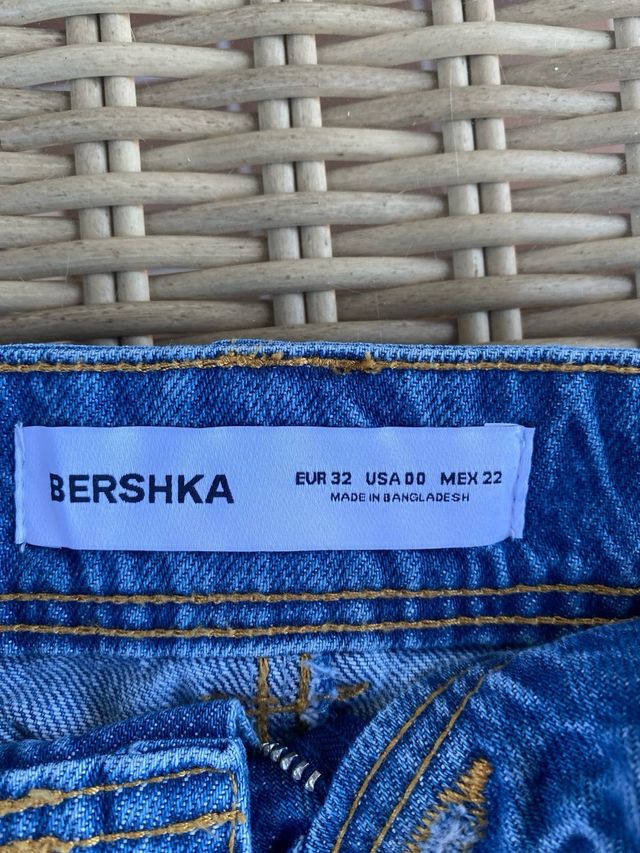 BERSHKA
EUR 32 USA 00 MEX 22
MADE IN BANGLADESH